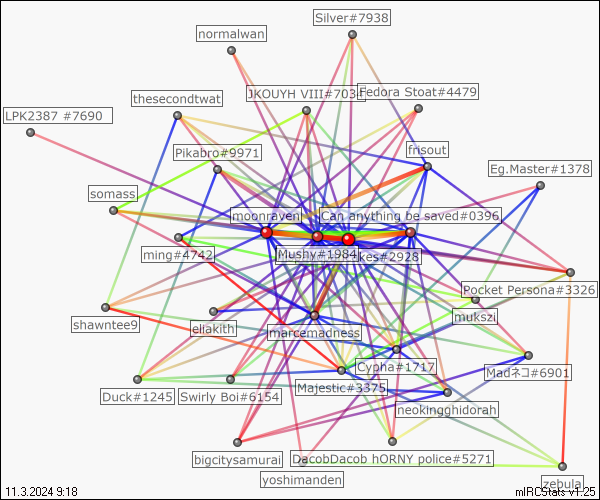 Silver#7938
normalwan
JKOUYH VIII#703
Fedora Stoat#4479
thesecondtwat
LPK2387 #7690
frisout
Pikabro#9971
Eg.Master#1378
somass
moonraven
Can anything be saved#0396
ming#4742
Mushy#1984
kes#2928
Pocket Persona#3326
mukszi
eliakith
shawntee9
marcemadness
Cypha#1717
Madネコ#6901
Majestic#3375
Duck#1245
Swirly Boi#6154
neokingghidorah
bigcitysamurai
DacobDacob hORNY police#5271
yoshimanden
zebula
11.3.2024 9:18
mIRCStats v1.25